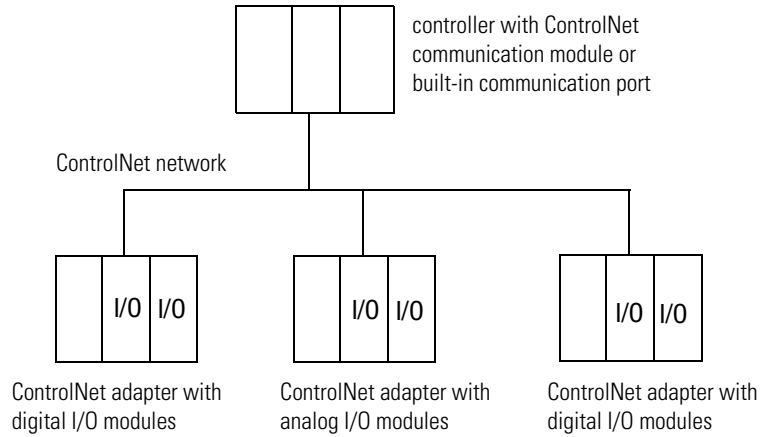 controller with ControlNet
communication module or
built-in communication port
ControlNet network
I/O I/O
I/O I/O
I/O I/O
ControlNet adapter with
digital I/O modules
ControlNet adapter with
analog I/O modules
ControlNet adapter with
digital I/O modules